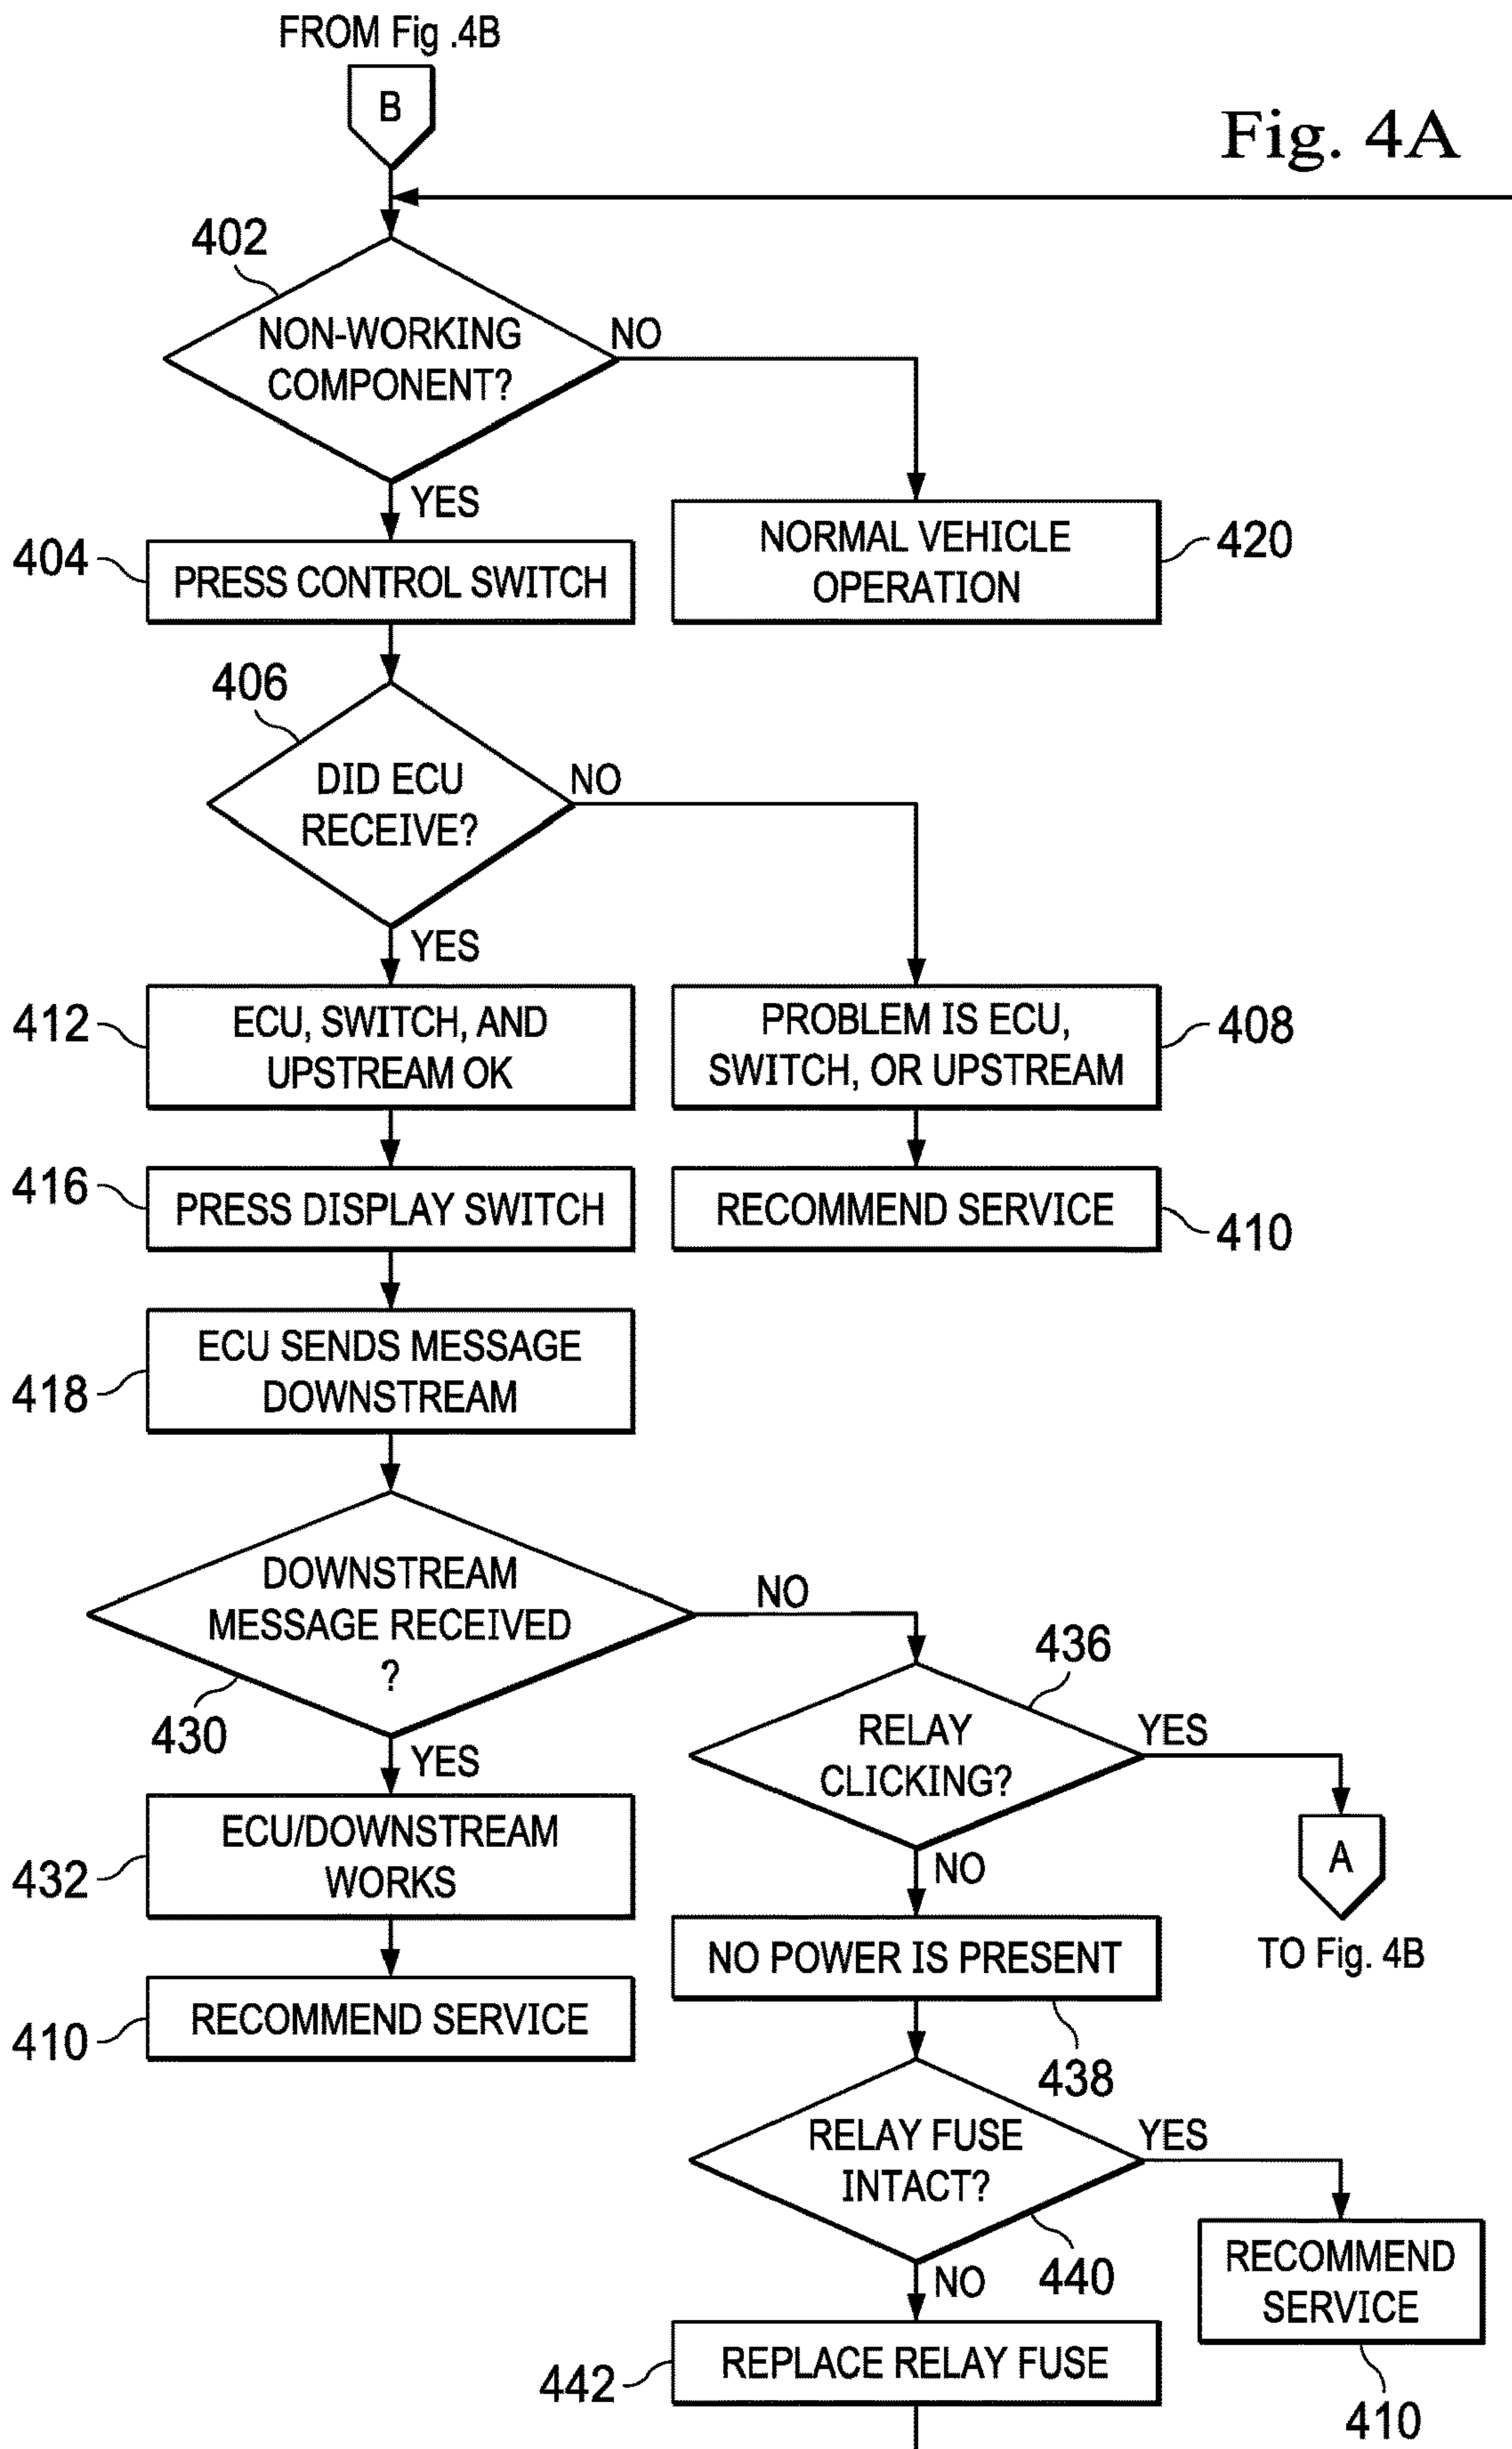 FROM Fig .4B
B
Fig. 4A
402
NON-WORKING
COMPONENT?
NO
YES
404
PRESS CONTROL SWITCH
NORMAL VEHICLE
OPERATION
420
406
DID ECU
RECEIVE?
NO
YES
412
ECU, SWITCH, AND
UPSTREAM OK
PROBLEM IS ECU,
SWITCH, OR UPSTREAM
408
416
PRESS DISPLAY SWITCH
RECOMMEND SERVICE
410
418
ECU SENDS MESSAGE
DOWNSTREAM
DOWNSTREAM
MESSAGE RECEIVED
?
NO
430
YES
436
RELAY
CLICKING?
YES
NO
A
TO Fig. 4B
432
ECU/DOWNSTREAM
WORKS
410
RECOMMEND SERVICE
NO POWER IS PRESENT
438
RELAY FUSE
INTACT?
YES
440
NO
RECOMMEND
SERVICE
410
442
REPLACE RELAY FUSE